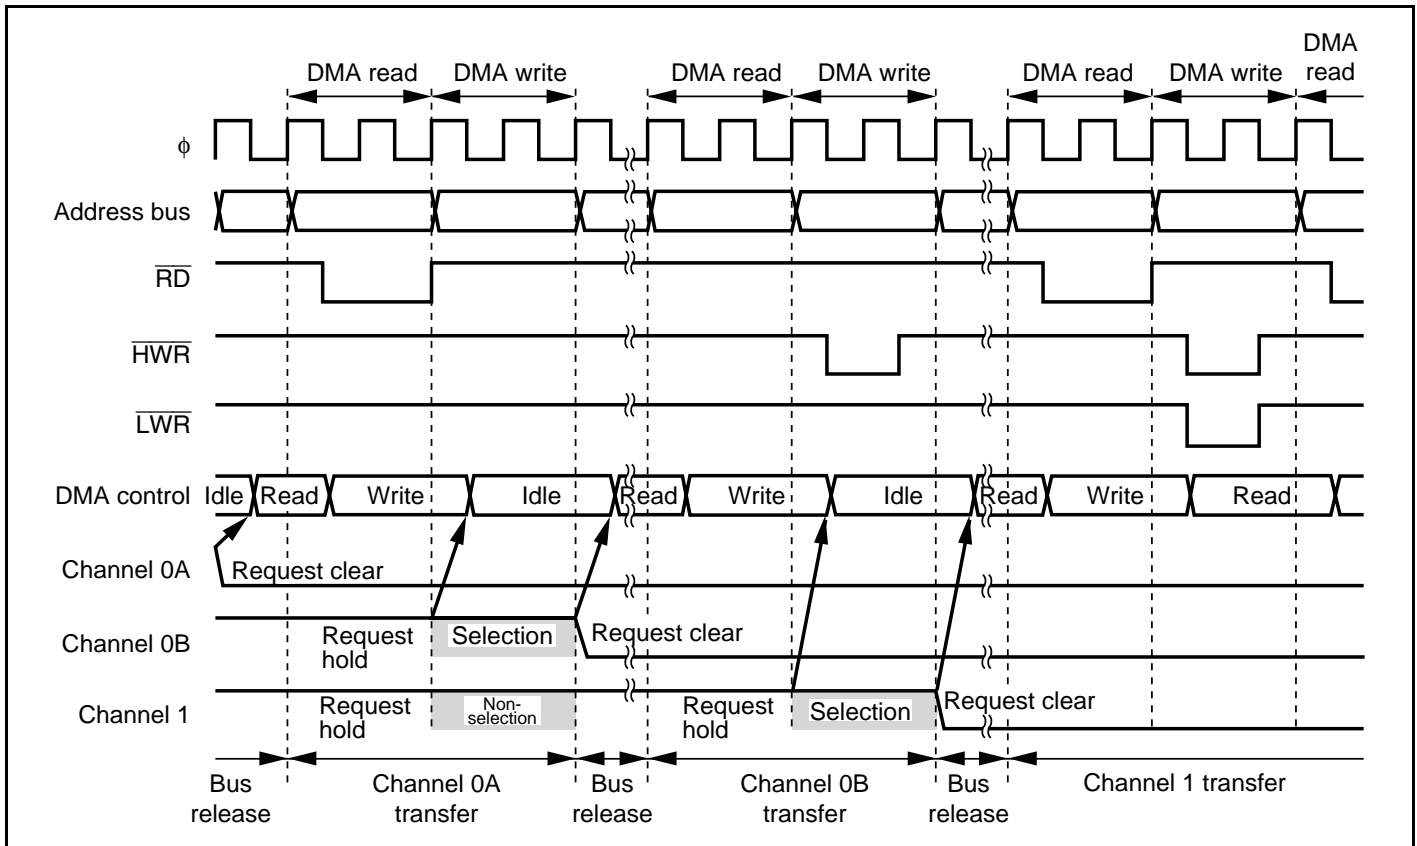 DMA
DMA read DMA write DMA read DMA write DMA read DMA write read
φ
Address bus
RD
HWR
LWR
DMA control Idle Read Write Idle Read Write Idle Read Write Read
Channel 0A Request clear
Channel 0B Request hold Selection Request clear
Channel 1 Request hold Non-selection Request hold Selection Request clear
Bus release Channel 0A transfer Bus release Channel 0B transfer Bus release Channel 1 transfer